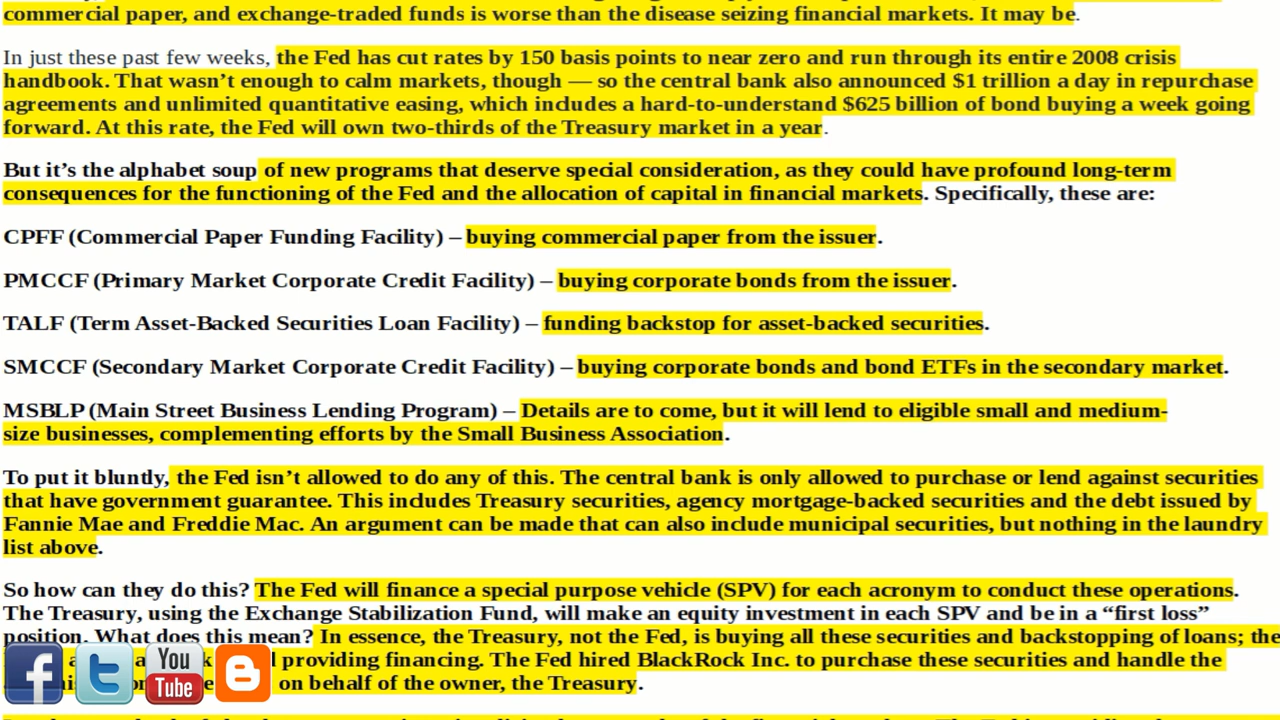 commercial paper, and exchange-traded funds is worse than the disease seizing financial markets. It may be.
In just these past few weeks, the Fed has cut rates by 150 basis points to near zero and run through its entire 2008 crisis
handbook. That wasn't enough to calm markets, though — so the central bank also announced $1 trillion a day in repurchase
agreements and unlimited quantitative easing, which includes a hard-to-understand $625 billion of bond buying a week going
forward. At this rate, the Fed will own two-thirds of the Treasury market in a year.
But it's the alphabet soup of new programs that deserve special consideration, as they could have profound long-term
consequences for the functioning of the Fed and the allocation of capital in financial markets. Specifically, these are:
CPFF (Commercial Paper Funding Facility) – buying commercial paper from the issuer.
PMCCF (Primary Market Corporate Credit Facility) – buying corporate bonds from the issuer.
TALF (Term Asset-Backed Securities Loan Facility) – funding backstop for asset-backed securities.
SMCCF (Secondary Market Corporate Credit Facility) – buying corporate bonds and bond ETFs in the secondary market.
MSBLP (Main Street Business Lending Program) – Details are to come, but it will lend to eligible small and medium-
size businesses, complementing efforts by the Small Business Association.
To put it bluntly, the Fed isn't allowed to do any of this. The central bank is only allowed to purchase or lend against securities
that have government guarantee. This includes Treasury securities, agency mortgage-backed securities and the debt issued by
Fannie Mae and Freddie Mac. An argument can be made that can also include municipal securities, but nothing in the laundry
list above.
So how can they do this? The Fed will finance a special purpose vehicle (SPV) for each acronym to conduct these operations.
The Treasury, using the Exchange Stabilization Fund, will make an equity investment in each SPV and be in a "first loss"
position. What does this mean? In essence, the Treasury, not the Fed, is buying all these securities and backstopping of loans; the
providing financing. The Fed hired BlackRock Inc. to purchase these securities and handle the
on behalf of the owner, the Treasury.
You
Tube